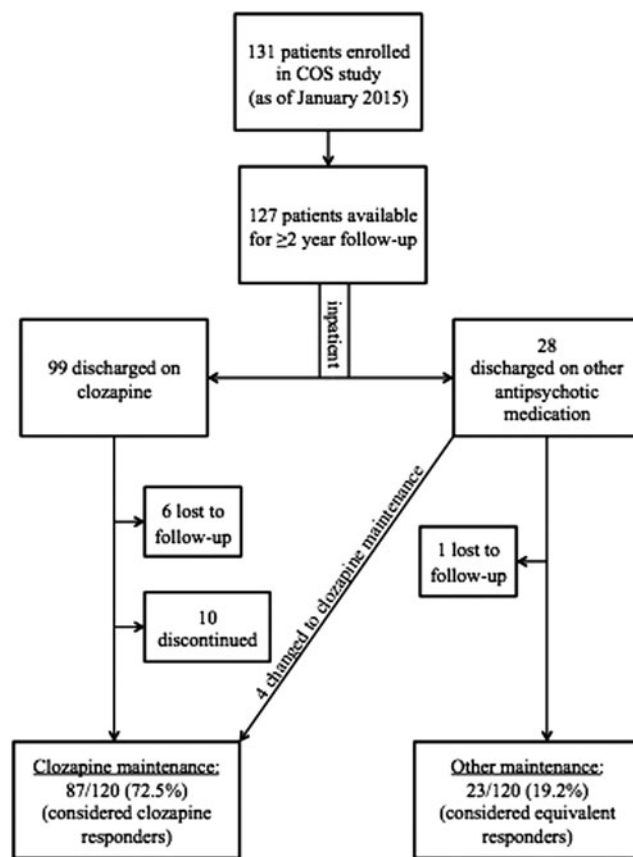 131 patients enrolled
in COS study
(as of January 2015)
127 patients available
for ≥2 year follow-up
inpatient
99 discharged on
clozapine
28
discharged on other
antipsychotic
medication
6 lost to
follow-up
10
discontinued
4 changed to clozapine maintenance
1 lost to
follow-up
Clozapine maintenance:
87/120 (72.5%)
(considered clozapine
responders)
Other maintenance:
23/120 (19.2%)
(considered equivalent
responders)